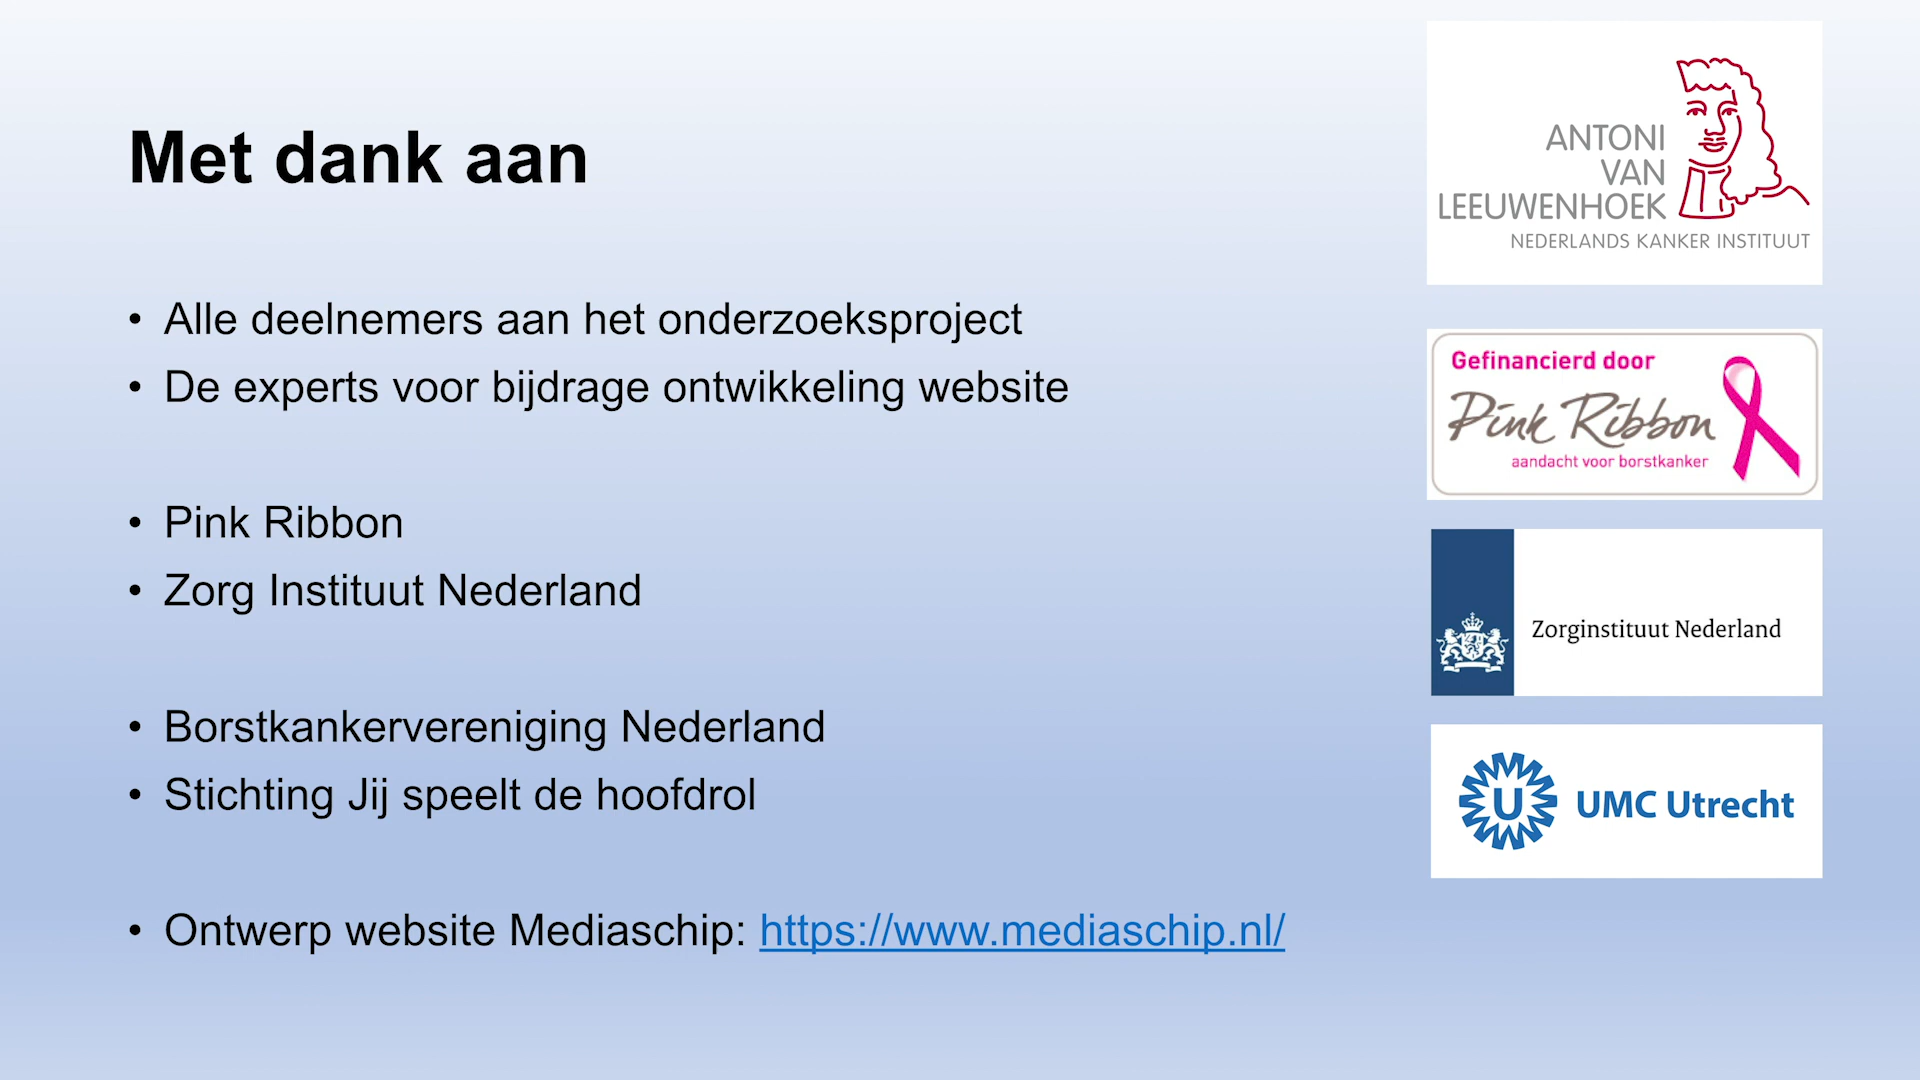 Met dank aan
• Alle deelnemers aan het onderzoeksproject
• De experts voor bijdrage ontwikkeling website
• Pink Ribbon
• Zorg Instituut Nederland
• Borstkankervereniging Nederland
• Stichting Jij speelt de hoofdrol
• Ontwerp website Mediaschip: https://www.mediaschip.nl/
ANTONI
VAN
LEEUWENHOEK
NEDERLANDS KANKER INSTITUUT
Gefinancierd door
Pink Ribbon
aandacht voor borstkanker
Zorginstituut Nederland
U
UMC Utrecht